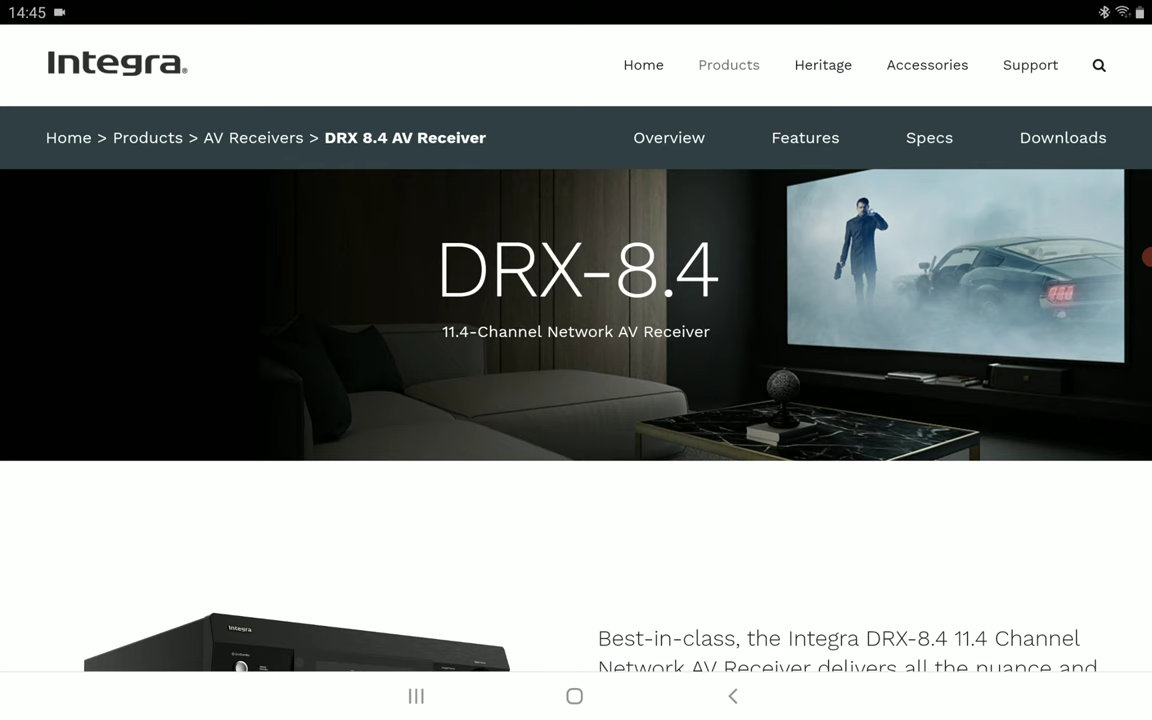 14:45
Integra®
Home Products Heritage Accessories Support
Home > Products > AV Receivers > DRX 8.4 AV Receiver
Overview Features Specs Downloads
DRX-8.4
11.4-Channel Network AV Receiver
Integra
Best-in-class, the Integra DRX-8.4 11.4 Channel
Network AV Receiver delivers all the nuance and